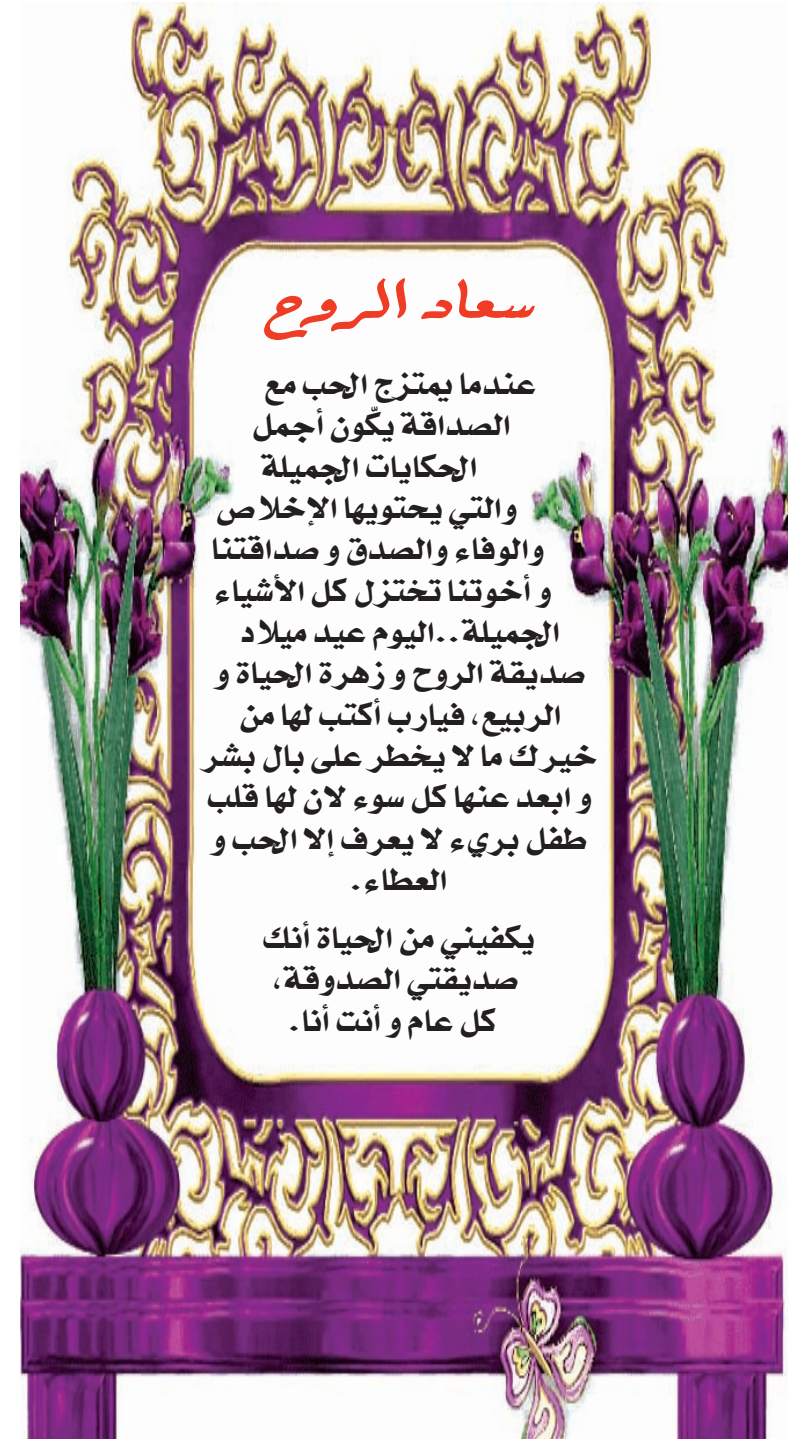 سعاد الروح
عندما يمتزج الحب مع
الصداقة يكّون أجمل
الحكايات الجميلة
والتي يحتويها الإخلاص
والوفاء والصدق و صداقتنا
و أخوتنا تختزل كل الأشياء
الجميلة..اليوم عيد ميلاد
صديقة الروح و زهرة الحياة و
الربيع، فيارب أكتب لها من
خيرك ما لا يخطر على بال بشر
و ابعد عنها كل سوء لان لها قلب
طفل بريء لا يعرف إلا الحب و
العطاء.
يكفيني من الحياة أنك
صديقتي الصدوقة،
كل عام و أنت أنا.